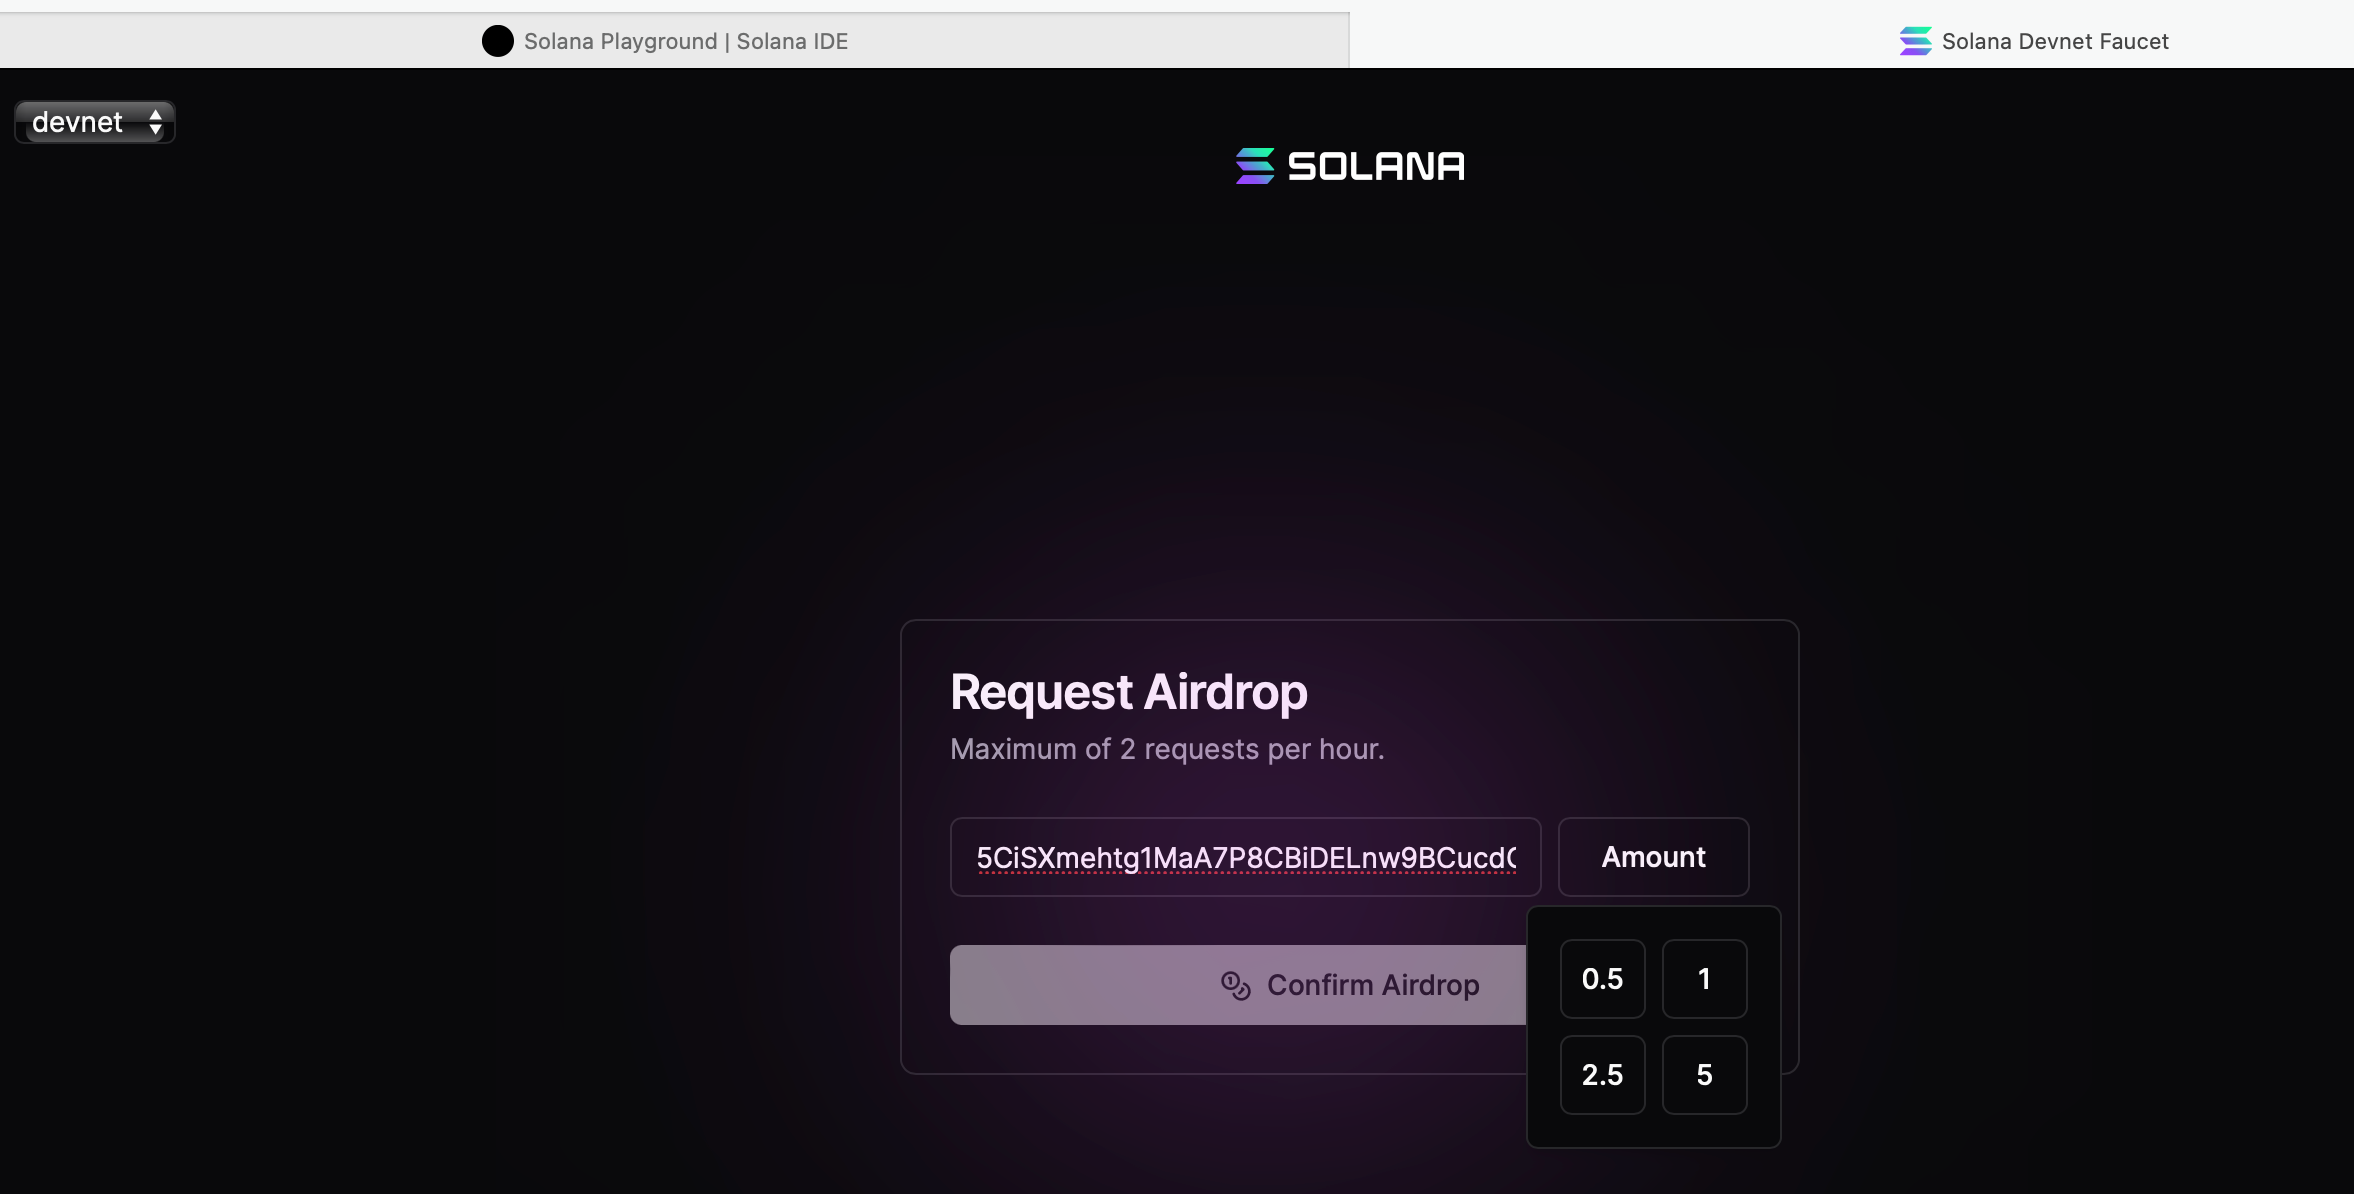 Solana Playground | Solana IDE
Solana Devnet Faucet
devnet
SOLANA
Request Airdrop
Maximum of 2 requests per hour.
5CiSXmehtg1MaA7P8CBiDELnw9BCucd
Amount
Confirm Airdrop
0.5 1
2.5 5